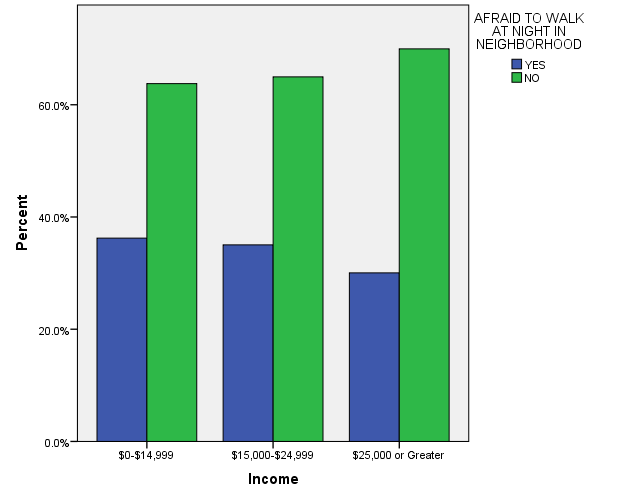 AFRAID TO WALK
AT NIGHT IN
NEIGHBORHOOD
YES
NO
60.0%
40.0%
20.0%
0.0%
Percent
$0-$14,999
$15,000-$24,999
$25,000 or Greater
Income